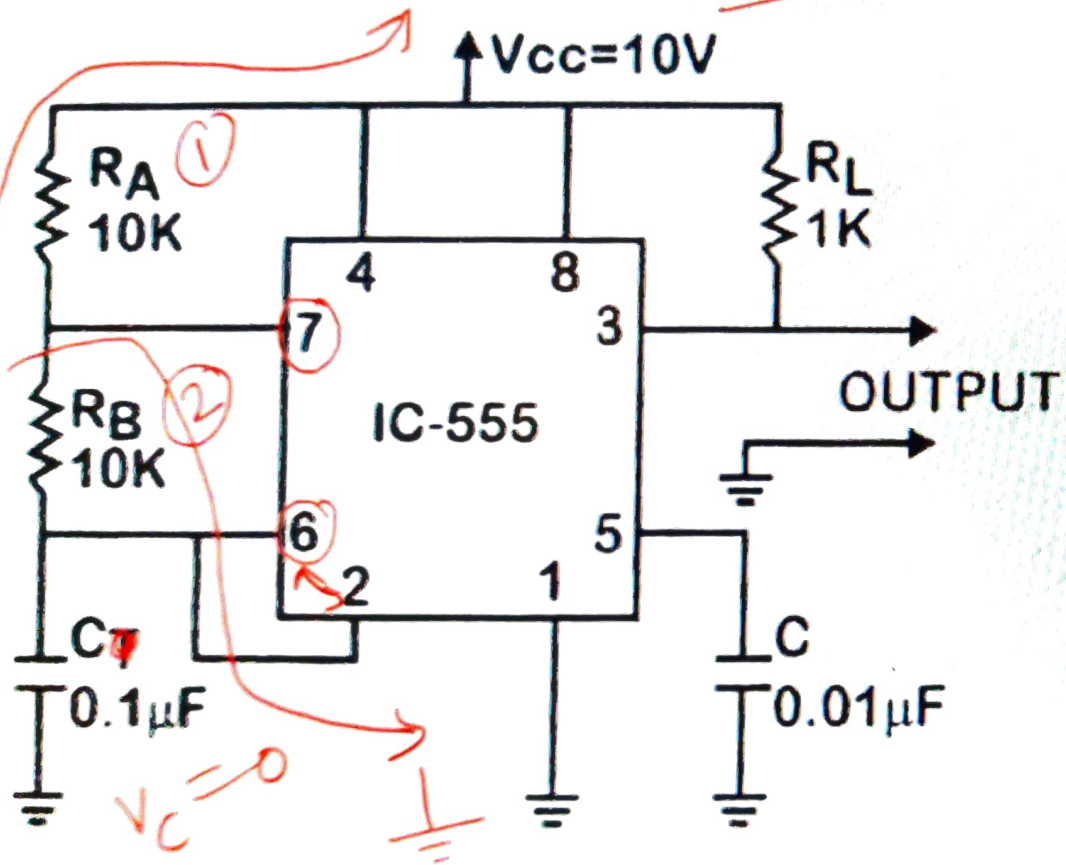 Vcc=10V
RA
10K
①
RL
1K
4
8
7
3
②
OUTPUT
RB
10K
IC-555
6
5
2
1
CT
0.1µF
C
0.01µF
VC=0